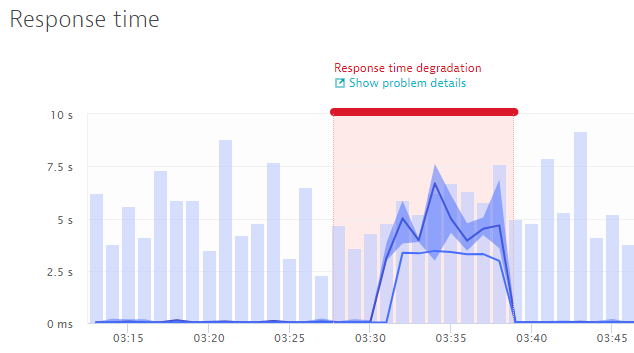 Response time
Response time degradation
Show problem details
10 s
7.5 s
5 s
2.5 s
0 ms
03:15 03:20 03:25 03:30 03:35 03:40 03:45